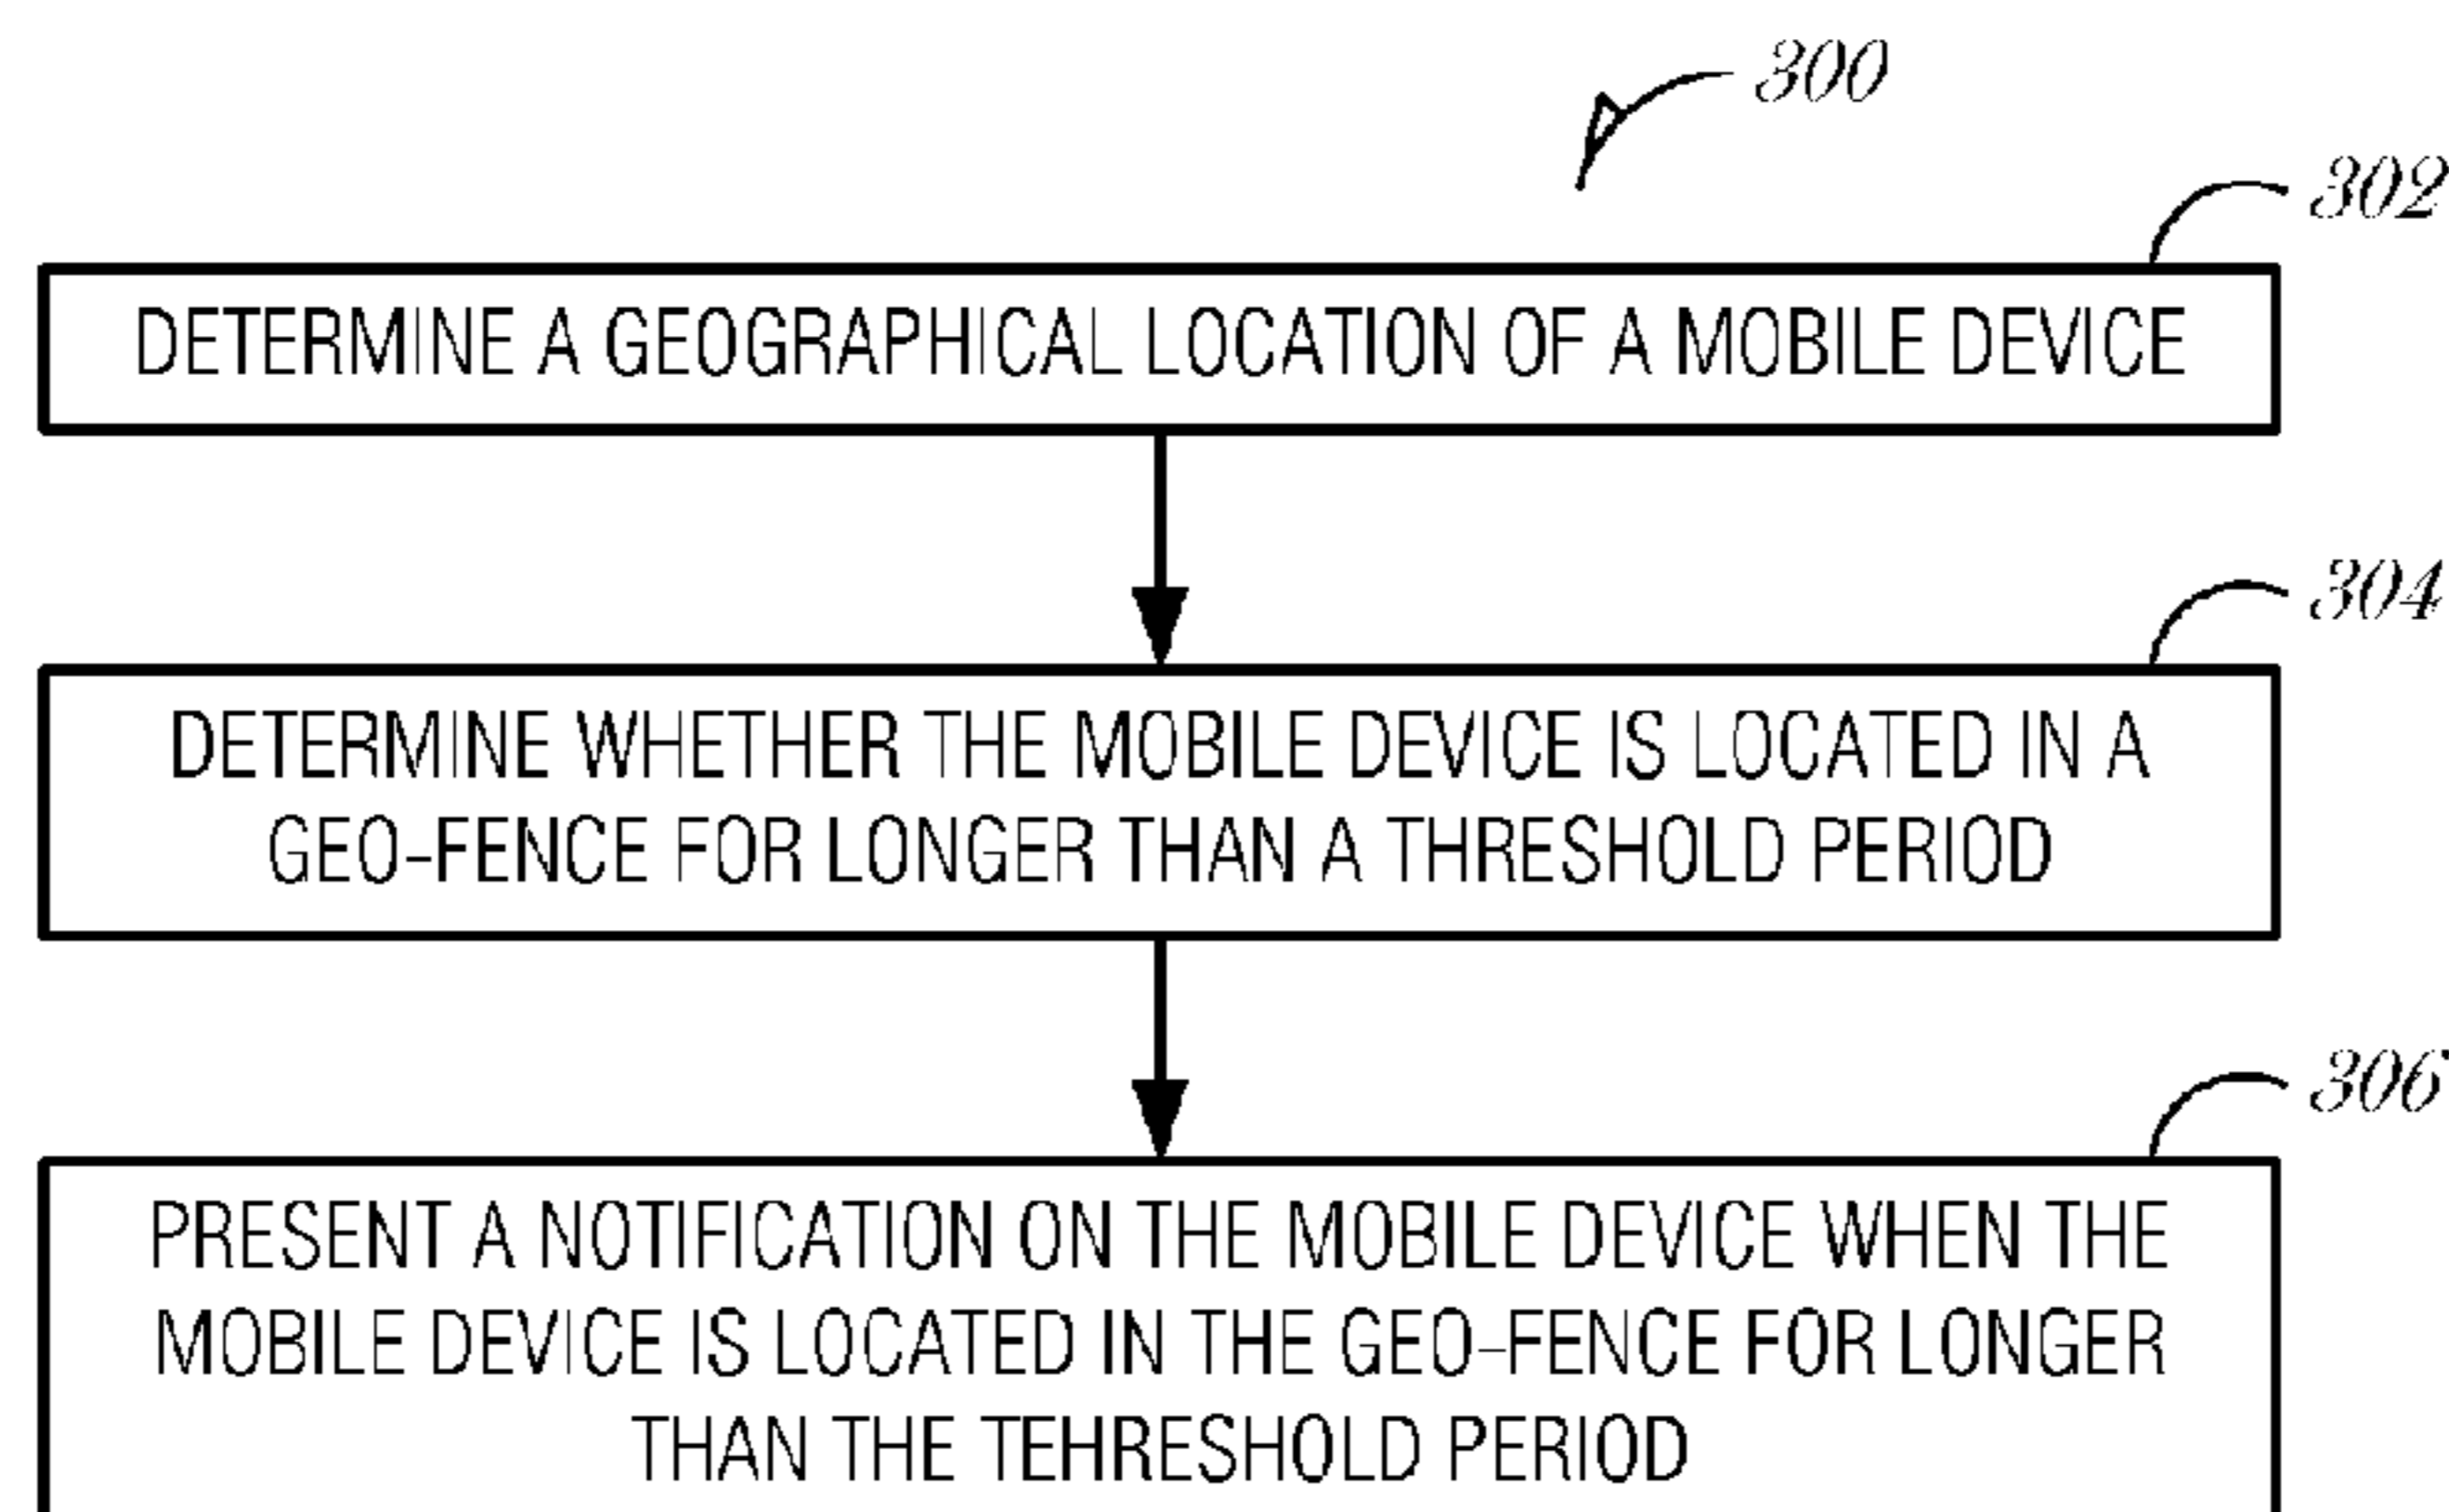 300
302
DETERMINE A GEOGRAPHICAL LOCATION OF A MOBILE DEVICE
304
DETERMINE WHETHER THE MOBILE DEVICE IS LOCATED IN A
GEO-FENCE FOR LONGER THAN A THRESHOLD PERIOD
306
PRESENT A NOTIFICATION ON THE MOBILE DEVICE WHEN THE
MOBILE DEVICE IS LOCATED IN THE GEO-FENCE FOR LONGER
THAN THE TEHRESHOLD PERIOD